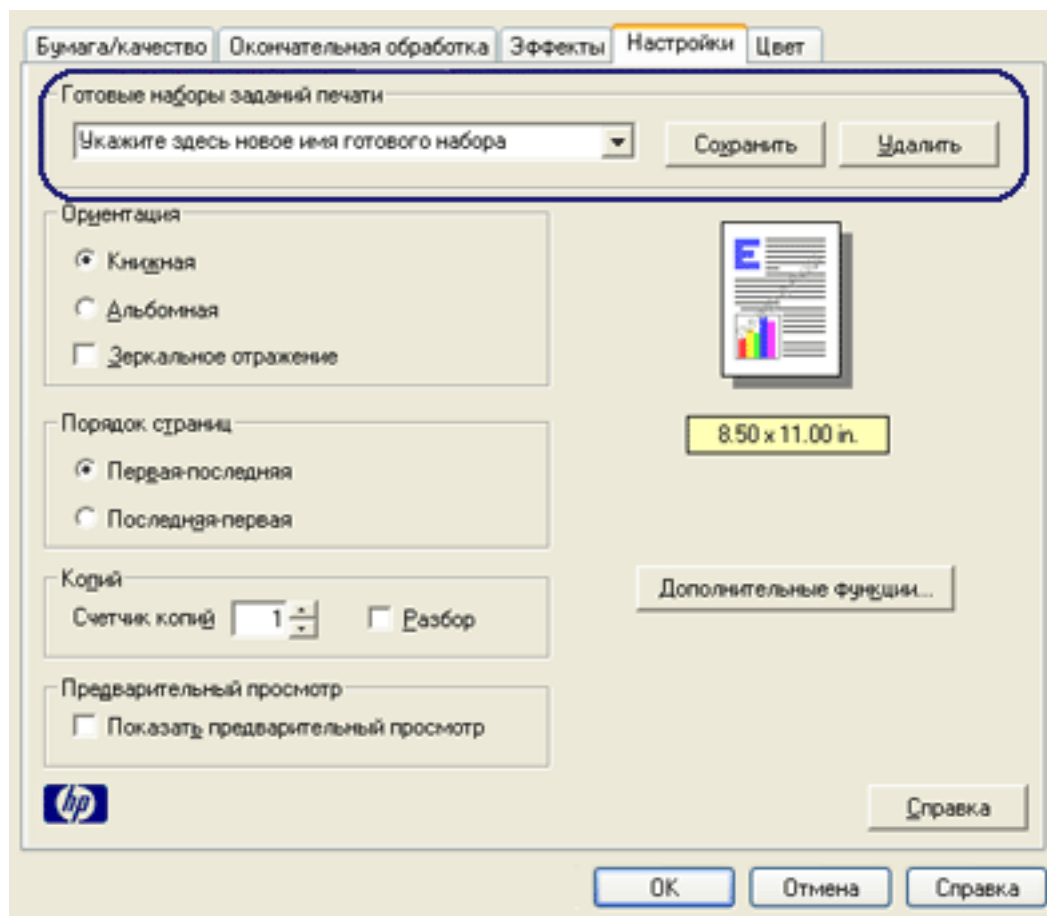 Бумага/качество Окончательная обработка Эффекты Настройки Цвет
Готовые наборы заданий печати
Укажите здесь новое имя готового набора Сохранить Удалить
Ориентация
Книжная
Альбомная
Зеркальное отражение
E
8.50 x 11.00 in.
Порядок страниц
Первая-последняя
Последняя-первая
Дополнительные функции...
Копий
Счетчик копий 1 Разбор
Предварительный просмотр
Показать предварительный просмотр
hp
Справка
OK Отмена Справка